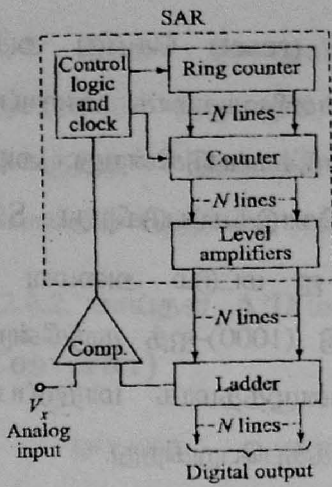 SAR
Control
logic
and
clock
Ring counter
N lines
Counter
N lines
Level
amplifiers
N lines
Comp.
Ladder
Vx
Analog
input
N lines
Digital output